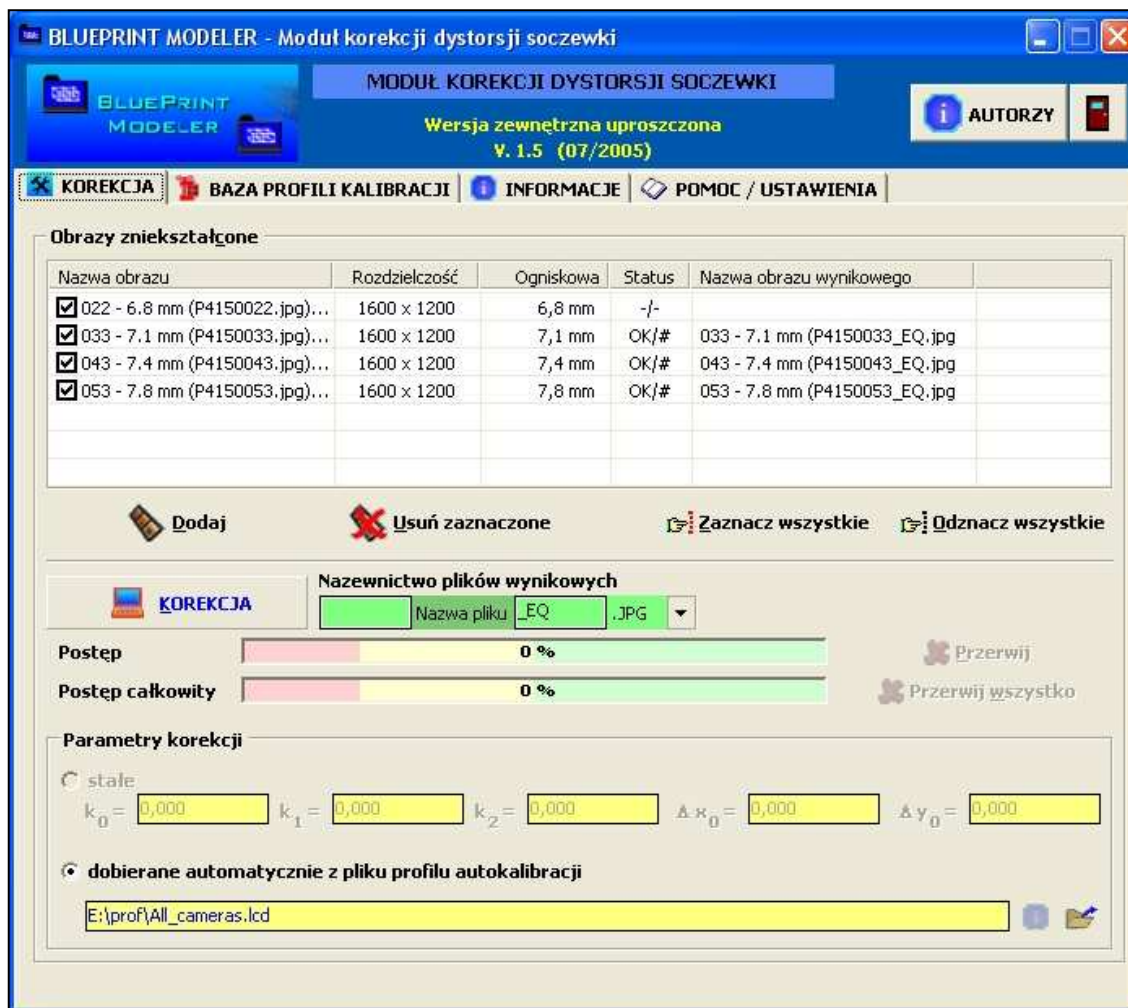 BLUEPRINT MODELER - Moduł korekcji dystorsji soczewki
BLUEPRINT
MODELER
MODUŁ KOREKCJI DYSTORSJI SOCZEWKI
Wersja zewnętrzna uproszczona
V. 1.5 (07/2005)
AUTORZY
KOREKCJA BAZA PROFILI KALIBRACJI INFORMACJE POMOC / USTAWIENIA
Obrazy zniekształcone
Nazwa obrazu Rozdzielczość Ogniskowa Status Nazwa obrazu wynikowego
022 - 6.8 mm (P4150022.jpg)... 1600 x 1200 6,8 mm -/-
033 - 7.1 mm (P4150033.jpg)... 1600 x 1200 7,1 mm OK/# 033 - 7.1 mm (P4150033_EQ.jpg
043 - 7.4 mm (P4150043.jpg)... 1600 x 1200 7,4 mm OK/# 043 - 7.4 mm (P4150043_EQ.jpg
053 - 7.8 mm (P4150053.jpg)... 1600 x 1200 7,8 mm OK/# 053 - 7.8 mm (P4150053_EQ.jpg
Dodaj Usuń zaznaczone Zaznacz wszystkie Odznacz wszystkie
KOREKCJA
Nazewnictwo plików wynikowych
Nazwa pliku _EQ .JPG
Postęp 0 % Przerwij
Postęp całkowity 0 % Przerwij wszystko
Parametry korekcji
stałe
k0 = 0,000 k1 = 0,000 k2 = 0,000 Δ x0 = 0,000 Δ y0 = 0,000
dobierane automatycznie z pliku profilu autokalibracji
E:\prof\All_cameras.lcd